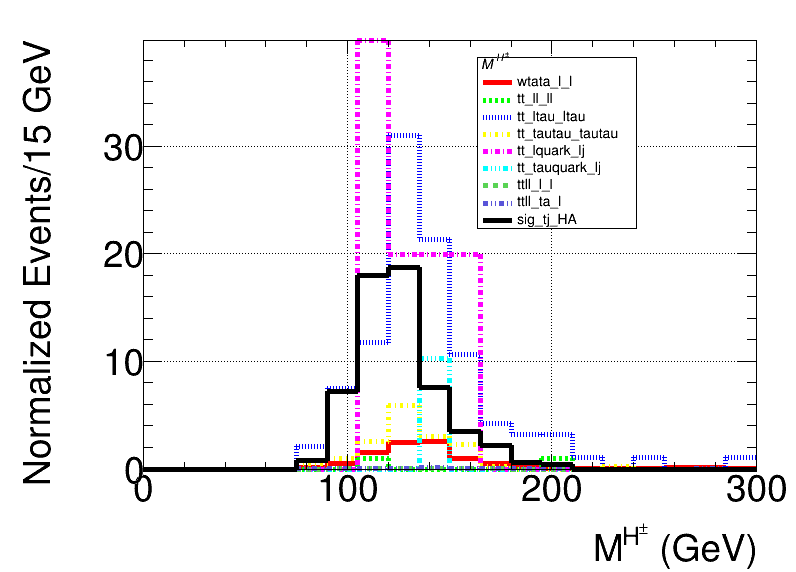 Normalized Events/15 GeV
30
20
10
0
0
100
200
300
M^{H^±} (GeV)
M^{H^±}
wtata_l_l
tt_ll_ll
tt_ltau_ltau
tt_tautau_tautau
tt_lquark_lj
tt_tauquark_lj
ttll_l_l
ttll_ta_l
sig_tj_HA